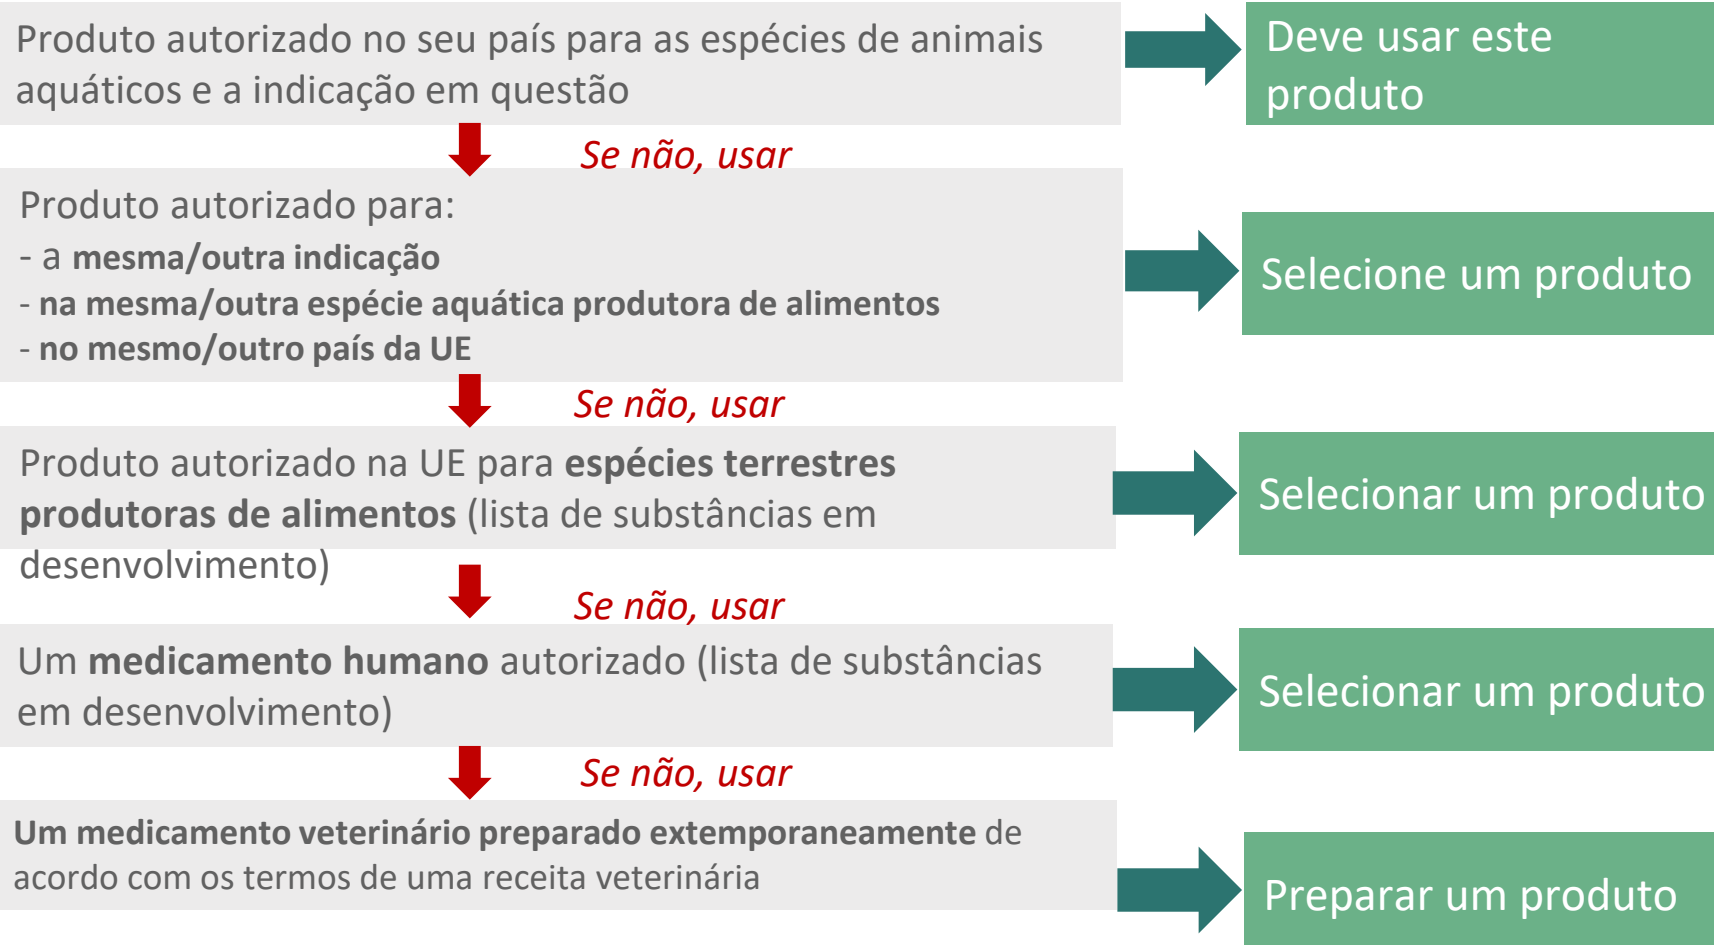 Produto autorizado no seu país para as espécies de animais
aquáticos e a indicação em questão
Deve usar este
produto
Se não, usar
Produto autorizado para:
- a mesma/outra indicação
- na mesma/outra espécie aquática produtora de alimentos
- no mesmo/outro país da UE
Selecione um produto
Se não, usar
Produto autorizado na UE para espécies terrestres
produtoras de alimentos (lista de substâncias em
desenvolvimento)
Selecionar um produto
Se não, usar
Um medicamento humano autorizado (lista de substâncias
em desenvolvimento)
Selecionar um produto
Se não, usar
Um medicamento veterinário preparado extemporaneamente de
acordo com os termos de uma receita veterinária
Preparar um produto